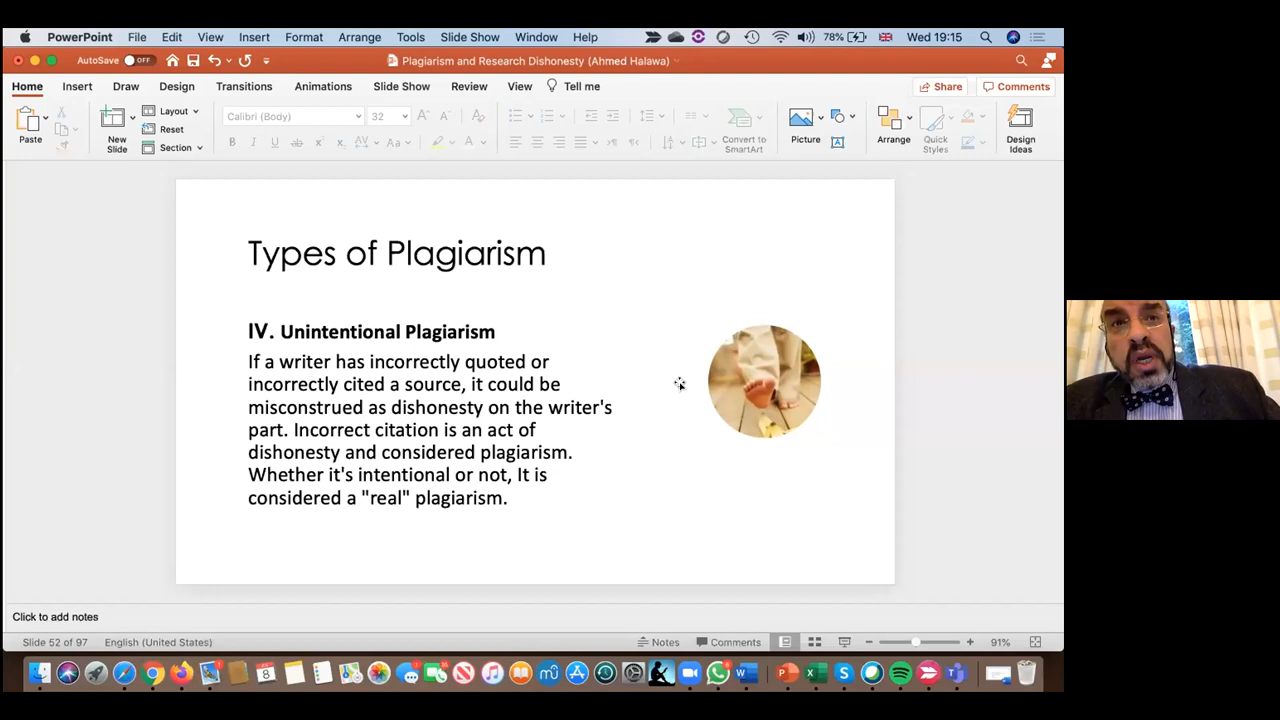 PowerPoint File Edit View Insert Format Arrange Tools Slide Show Window Help 78% Wed 19:15
AutoSave OFF Plagiarism and Research Dishonesty (Ahmed Halawa)
Home Insert Draw Design Transitions Animations Slide Show Review View Tell me Share Comments
Paste
New Slide
Layout
Reset
Section
Calibri (Body) 32
B I U
Convert to SmartArt
Picture
Arrange
Quick Styles
Design Ideas
Types of Plagiarism
IV. Unintentional Plagiarism
If a writer has incorrectly quoted or
incorrectly cited a source, it could be
misconstrued as dishonesty on the writer's
part. Incorrect citation is an act of
dishonesty and considered plagiarism.
Whether it's intentional or not, It is
considered a "real" plagiarism.
Click to add notes
Slide 52 of 97 English (United States) Notes Comments 91%